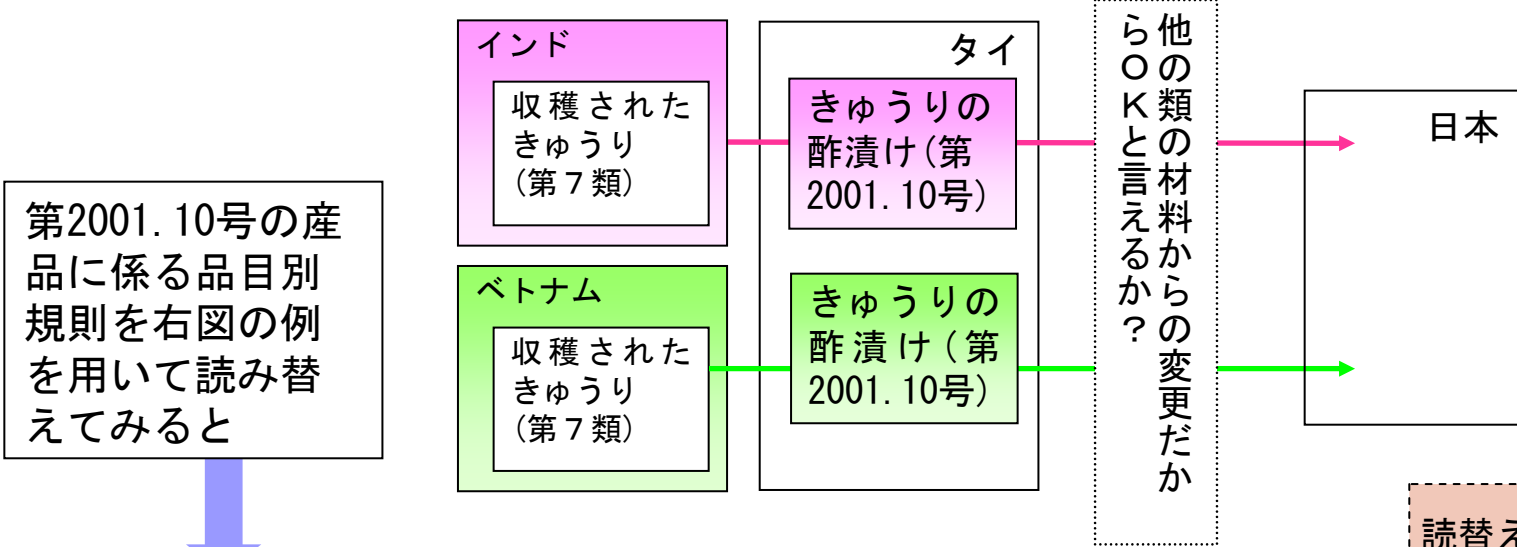 第2001.10号の産
品に係る品目別
規則を右図の例
を用いて読み替
えてみると
インド
収穫された
きゅうり
(第７類)
ベトナム
収穫された
きゅうり
(第７類)
タイ
きゅうりの
酢漬け(第
2001.10号)
きゅうりの
酢漬け(第
2001.10号)
他の類の材料からの変更だか
らＯＫと言えるか？
日本
読替え